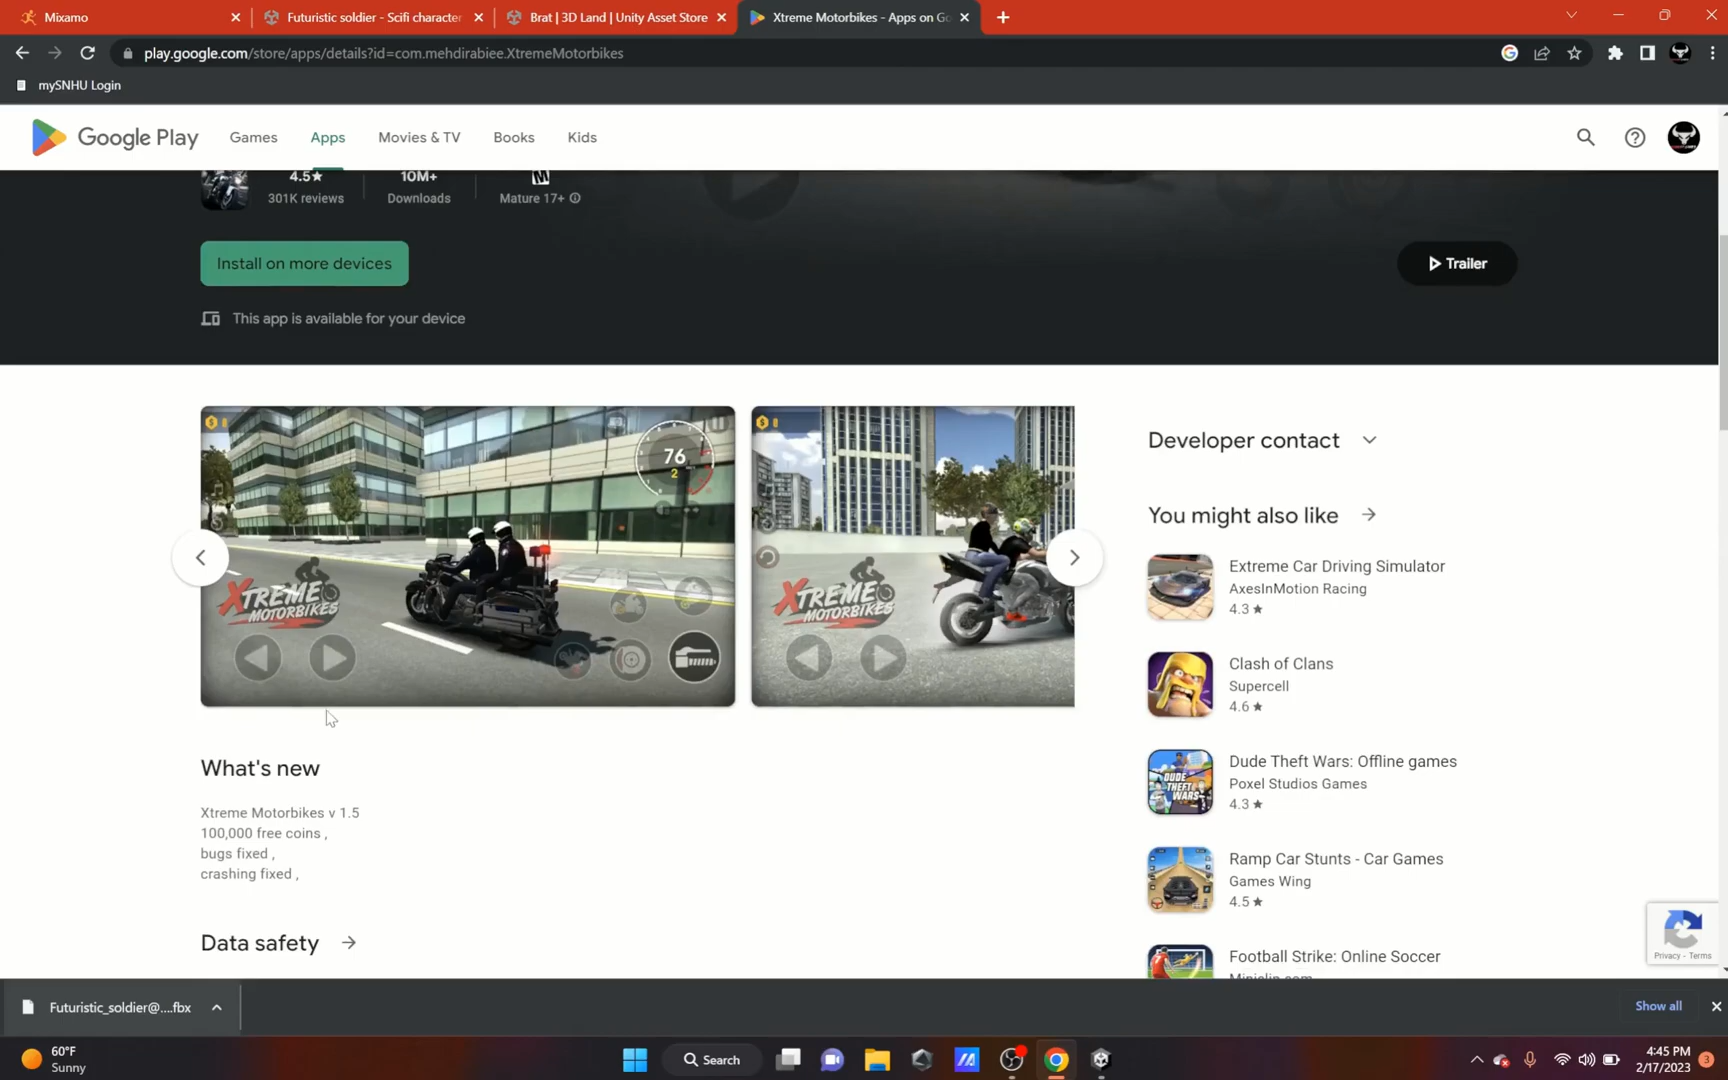 Mixamo
Futuristic soldier - Scifi character
Brat | 3D Land | Unity Asset Store
Xtreme Motorbikes - Apps on Go
play.google.com/store/apps/details?id=com.mehdirabiee.XtremeMotorbikes
mySNHU Login
Google Play
Games
Apps
Movies & TV
Books
Kids
4.5★
301K reviews
10M+
Downloads
M
Mature 17+
Install on more devices
Trailer
This app is available for your device
76
2
XTREME
MOTORBIKES
XTREME
MOTORBIKES
Developer contact
You might also like
Extreme Car Driving Simulator
AxesInMotion Racing
4.3 ★
Clash of Clans
Supercell
4.6 ★
Dude Theft Wars: Offline games
Poxel Studios Games
4.3 ★
DUDE
THEFT
WARS
Ramp Car Stunts - Car Games
Games Wing
4.5 ★
Football Strike: Online Soccer
What's new
Xtreme Motorbikes v 1.5
100,000 free coins ,
bugs fixed ,
crashing fixed ,
Data safety
Privacy - Terms
Futuristic_soldier@....fbx
Show all
60°F
Sunny
Search
4:45 PM
2/17/2023
3